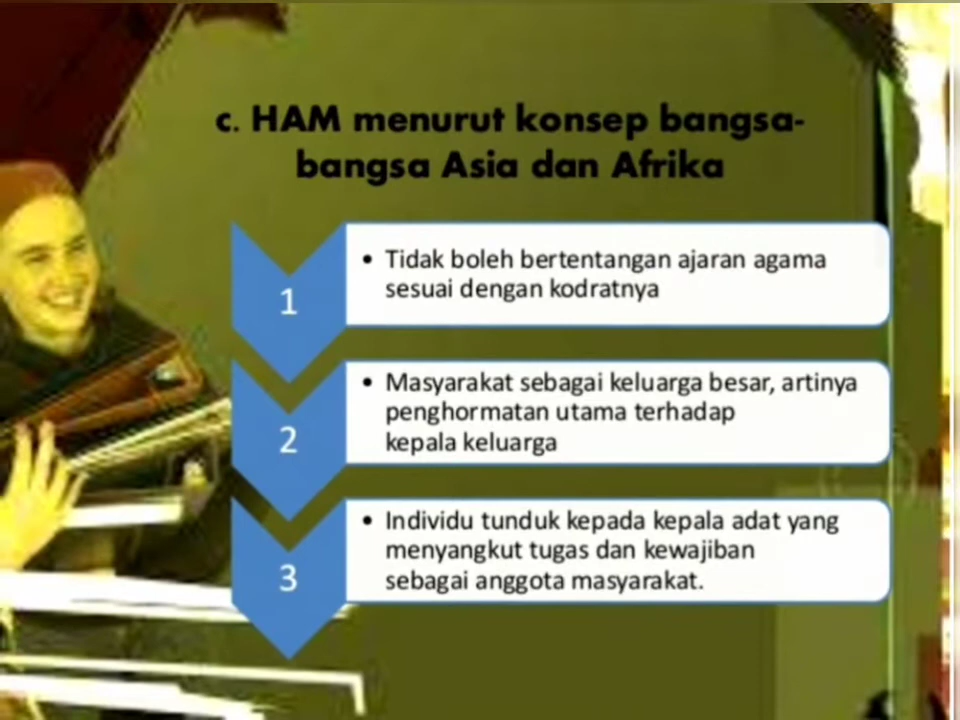 c. HAM menurut konsep bangsa-
bangsa Asia dan Afrika
1
• Tidak boleh bertentangan ajaran agama
sesuai dengan kodratnya
2
• Masyarakat sebagai keluarga besar, artinya
penghormatan utama terhadap
kepala keluarga
3
• Individu tunduk kepada kepala adat yang
menyangkut tugas dan kewajiban
sebagai anggota masyarakat.